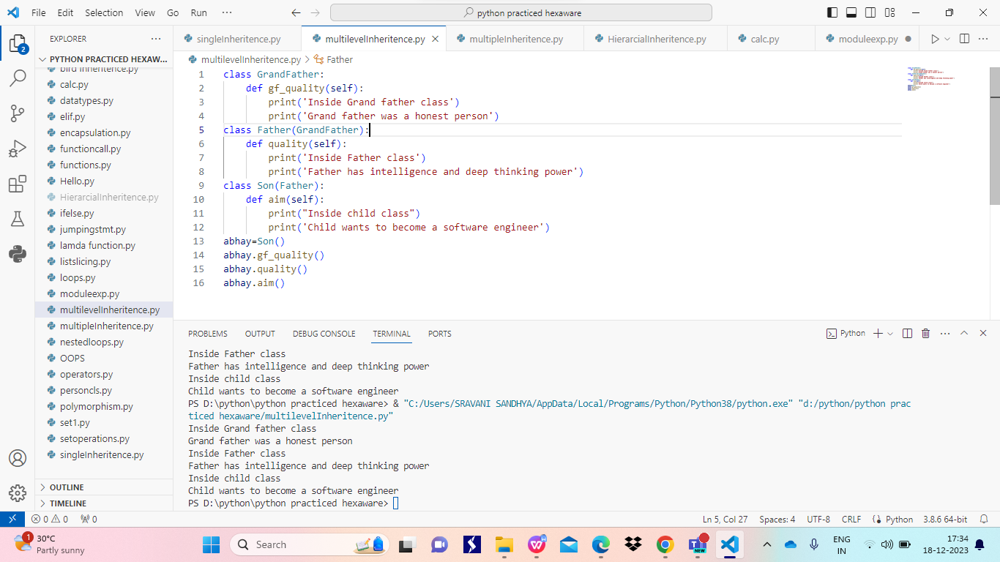 File Edit Selection View Go Run ···
python practiced hexaware
EXPLORER ···
singleInheritence.py multilevelInheritence.py multipleInheritence.py HierarcialInheritence.py calc.py moduleexp.py
PYTHON PRACTICED HEXAW...
multilevelInheritence.py > Father
bird inheritence.py
calc.py
datatypes.py
elif.py
encapsulation.py
functioncall.py
functions.py
Hello.py
HierarcialInheritence.py
ifelse.py
jumpingstmt.py
lamda function.py
listslicing.py
loops.py
moduleexp.py
multilevelInheritence.py
multipleInheritence.py
nestedloops.py
OOPS
operators.py
personcls.py
polymorphism.py
set1.py
setoperations.py
singleInheritence.py
OUTLINE
TIMELINE
2
1 class GrandFather:
2 def gf_quality(self):
3 print('Inside Grand father class')
4 print('Grand father was a honest person')
5 class Father(GrandFather):
6 def quality(self):
7 print('Inside Father class')
8 print('Father has intelligence and deep thinking power')
9 class Son(Father):
10 def aim(self):
11 print("Inside child class")
12 print('Child wants to become a software engineer')
13 abhay=Son()
14 abhay.gf_quality()
15 abhay.quality()
16 abhay.aim()
PROBLEMS OUTPUT DEBUG CONSOLE TERMINAL PORTS Python
Inside Father class
Father has intelligence and deep thinking power
Inside child class
Child wants to become a software engineer
PS D:\python\python practiced hexaware> & "C:/Users/SRAVANI SANDHYA/AppData/Local/Programs/Python/Python38/python.exe" "d:/python/python prac
ticed hexaware/multilevelInheritence.py"
Inside Grand father class
Grand father was a honest person
Inside Father class
Father has intelligence and deep thinking power
Inside child class
Child wants to become a software engineer
PS D:\python\python practiced hexaware>
0 0 0 Ln 5, Col 27 Spaces: 4 UTF-8 CRLF Python 3.8.6 64-bit
1 30°C
Partly sunny
Search
NEW
ENG
IN
17:34
18-12-2023